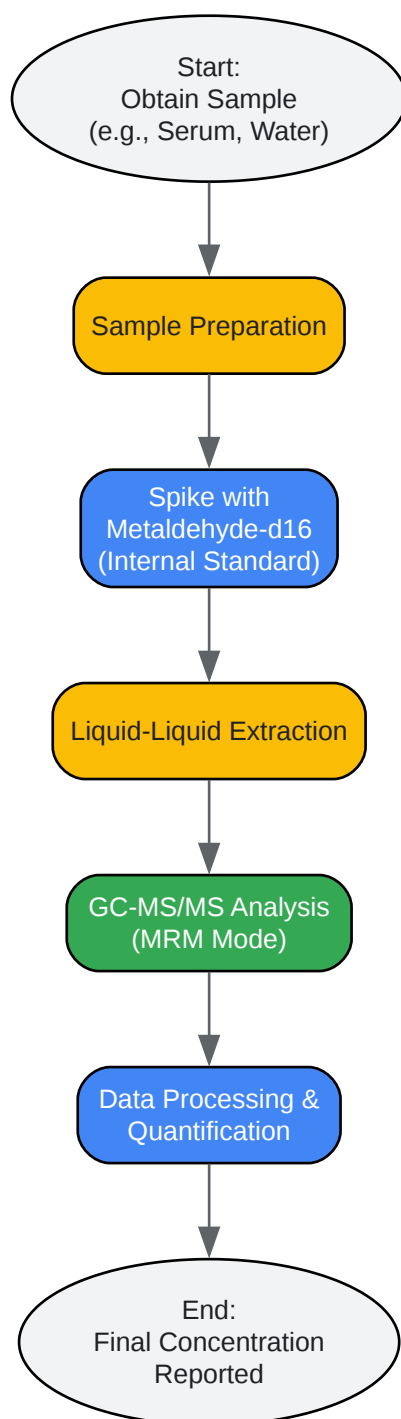 Start:
Obtain Sample
(e.g., Serum, Water)
Sample Preparation
Spike with
Metaldehyde-d16
(Internal Standard)
Liquid-Liquid Extraction
GC-MS/MS Analysis
(MRM Mode)
Data Processing &
Quantification
End:
Final Concentration
Reported